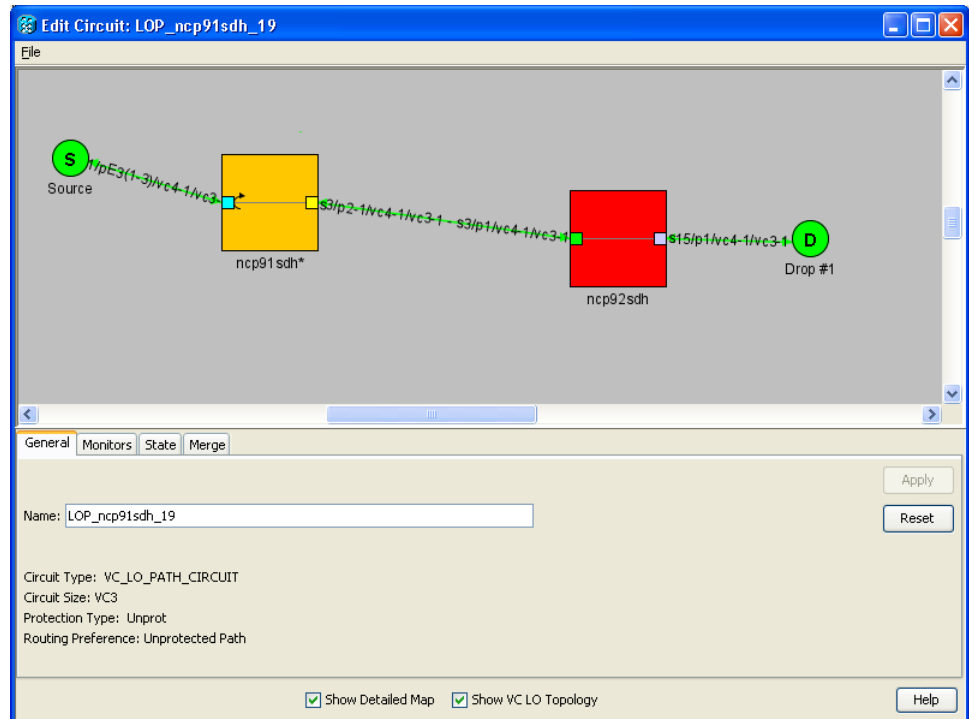 Edit Circuit: LOP_ncp91sdh_19
File
S
Source
1/pE3(1-3)/vc4-1/vc3-
ncp91sdh*
s3/p2-1/vc4-1/vc3-1 - s3/p1/vc4-1/vc3-1
ncp92sdh
s15/p1/vc4-1/vc3-1
D
Drop #1
General Monitors State Merge
Apply
Name: LOP_ncp91sdh_19
Reset
Circuit Type: VC_LO_PATH_CIRCUIT
Circuit Size: VC3
Protection Type: Unprot
Routing Preference: Unprotected Path
Show Detailed Map Show VC LO Topology
Help